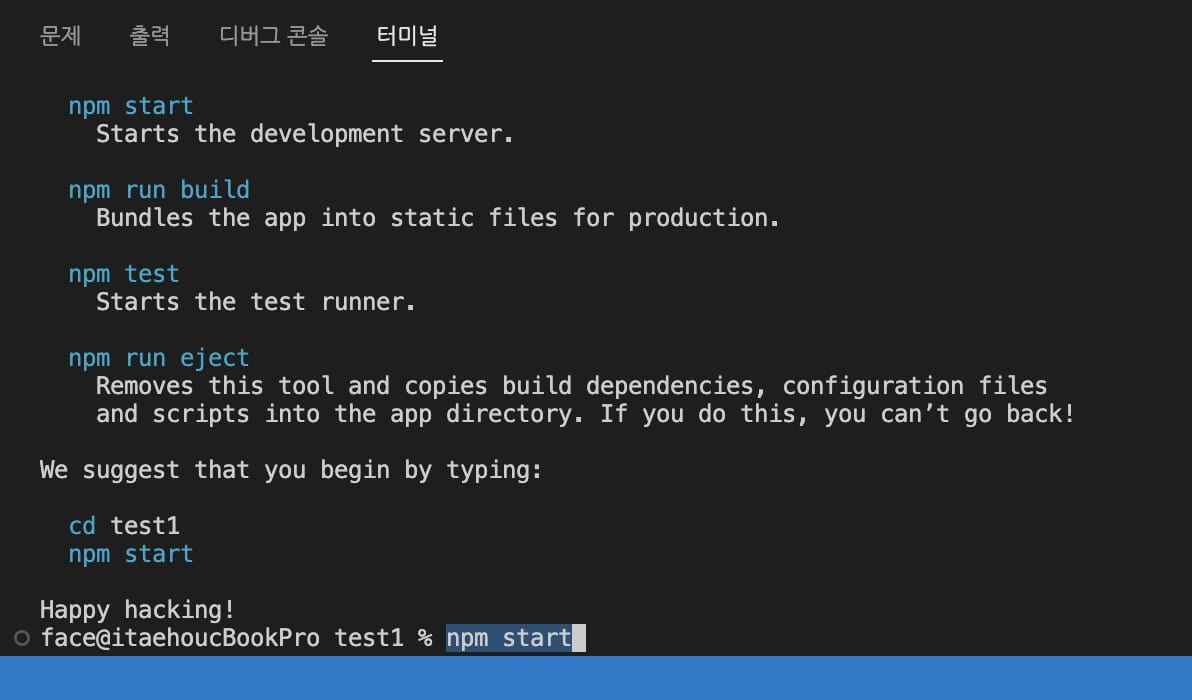 문제 출력 디버그 콘솔 터미널
npm start
Starts the development server.
npm run build
Bundles the app into static files for production.
npm test
Starts the test runner.
npm run eject
Removes this tool and copies build dependencies, configuration files
and scripts into the app directory. If you do this, you can’t go back!
We suggest that you begin by typing:
cd test1
npm start
Happy hacking!
face@itaehoucBookPro test1 % npm start